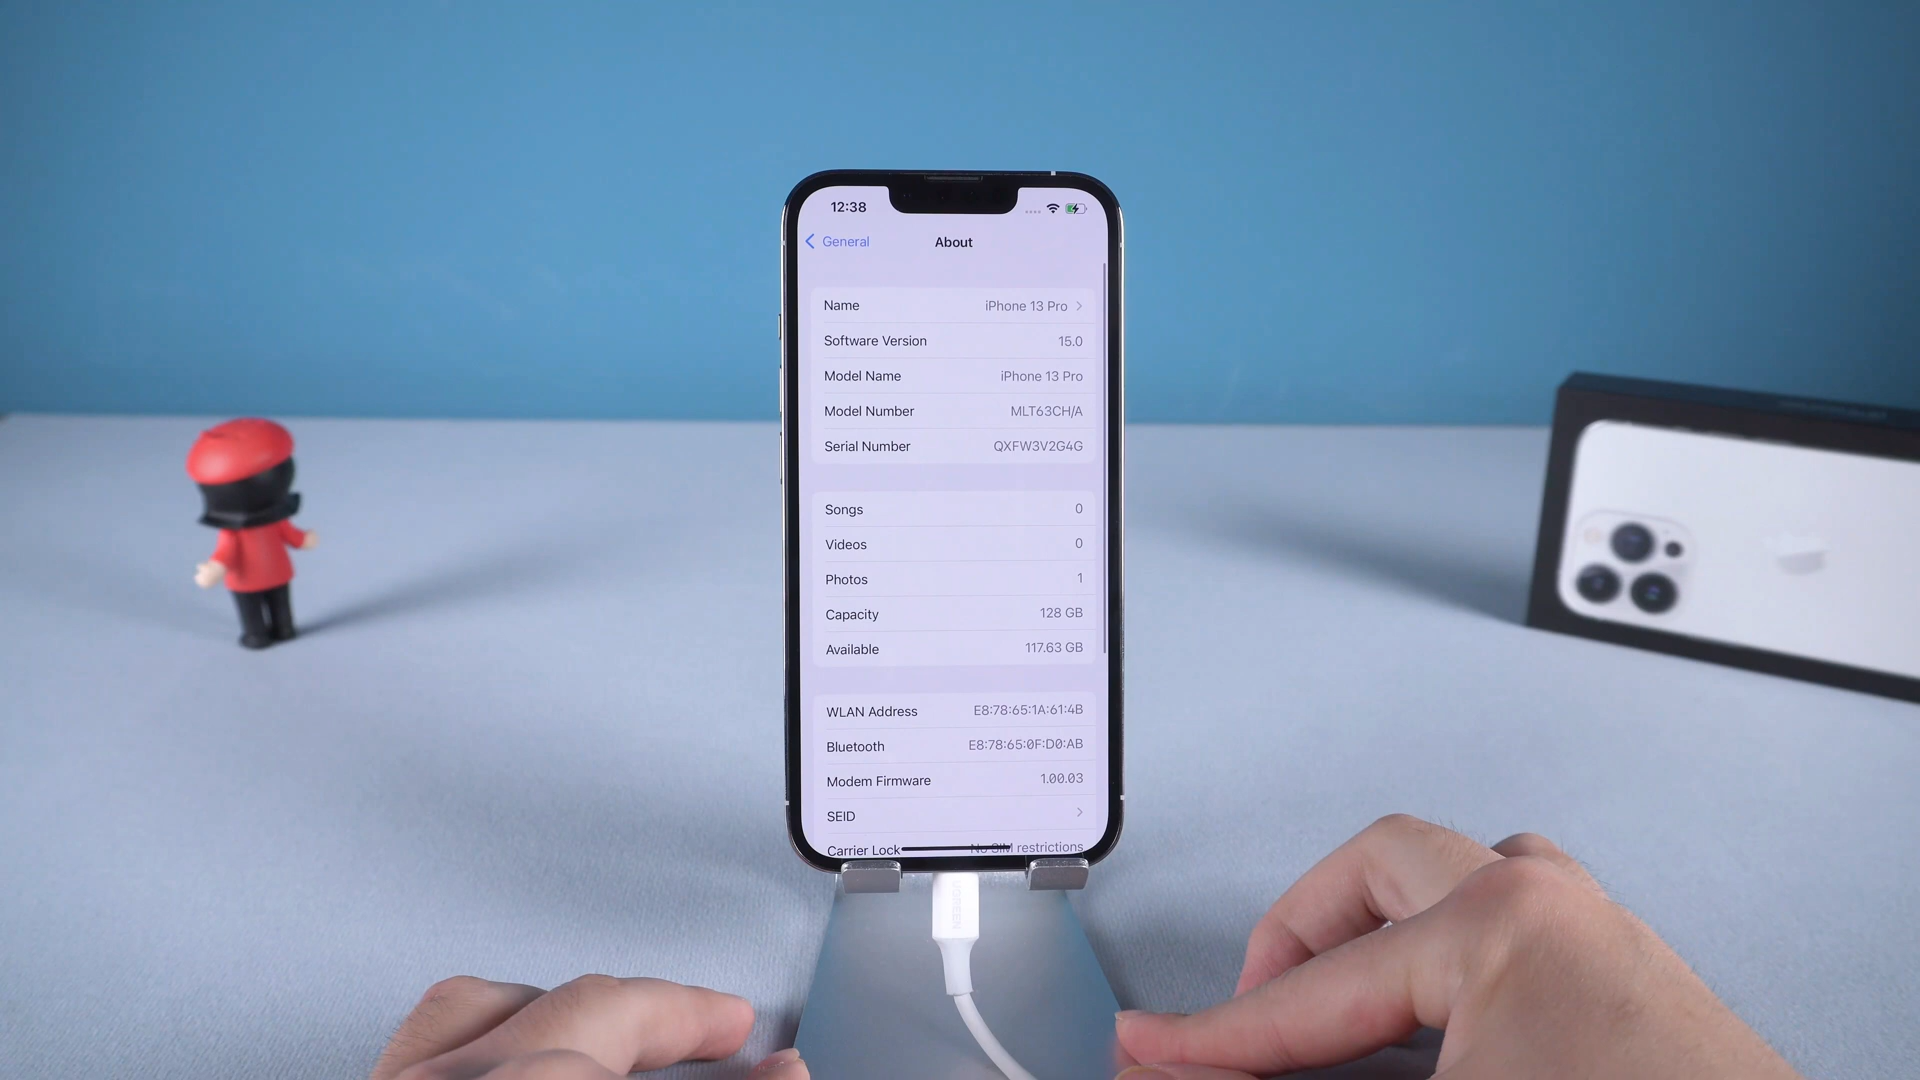 12:38
General
About
Name iPhone 13 Pro
Software Version 15.0
Model Name iPhone 13 Pro
Model Number MLT63CH/A
Serial Number QXFW3V2G4G
Songs 0
Videos 0
Photos 1
Capacity 128 GB
Available 117.63 GB
WLAN Address E8:78:65:1A:61:4B
Bluetooth E8:78:65:0F:D0:AB
Modem Firmware 1.00.03
SEID
Carrier Lock No SIM restrictions
UGREEN